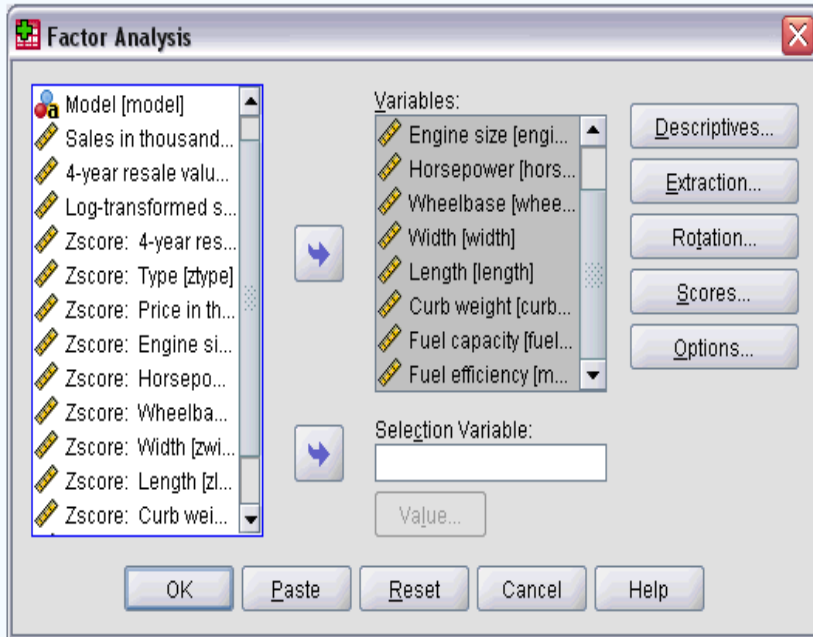 Factor Analysis
Model [model]
Sales in thousand...
4-year resale valu...
Log-transformed s...
Zscore: 4-year res...
Zscore: Type [ztype]
Zscore: Price in th...
Zscore: Engine si...
Zscore: Horsepo...
Zscore: Wheelba...
Zscore: Width [zwi...
Zscore: Length [zl...
Zscore: Curb wei...
Variables:
Engine size [engi...
Horsepower [hors...
Wheelbase [whee...
Width [width]
Length [length]
Curb weight [curb...
Fuel capacity [fuel...
Fuel efficiency [m...
Selection Variable:
Value...
Descriptives...
Extraction...
Rotation...
Scores...
Options...
OK
Paste
Reset
Cancel
Help